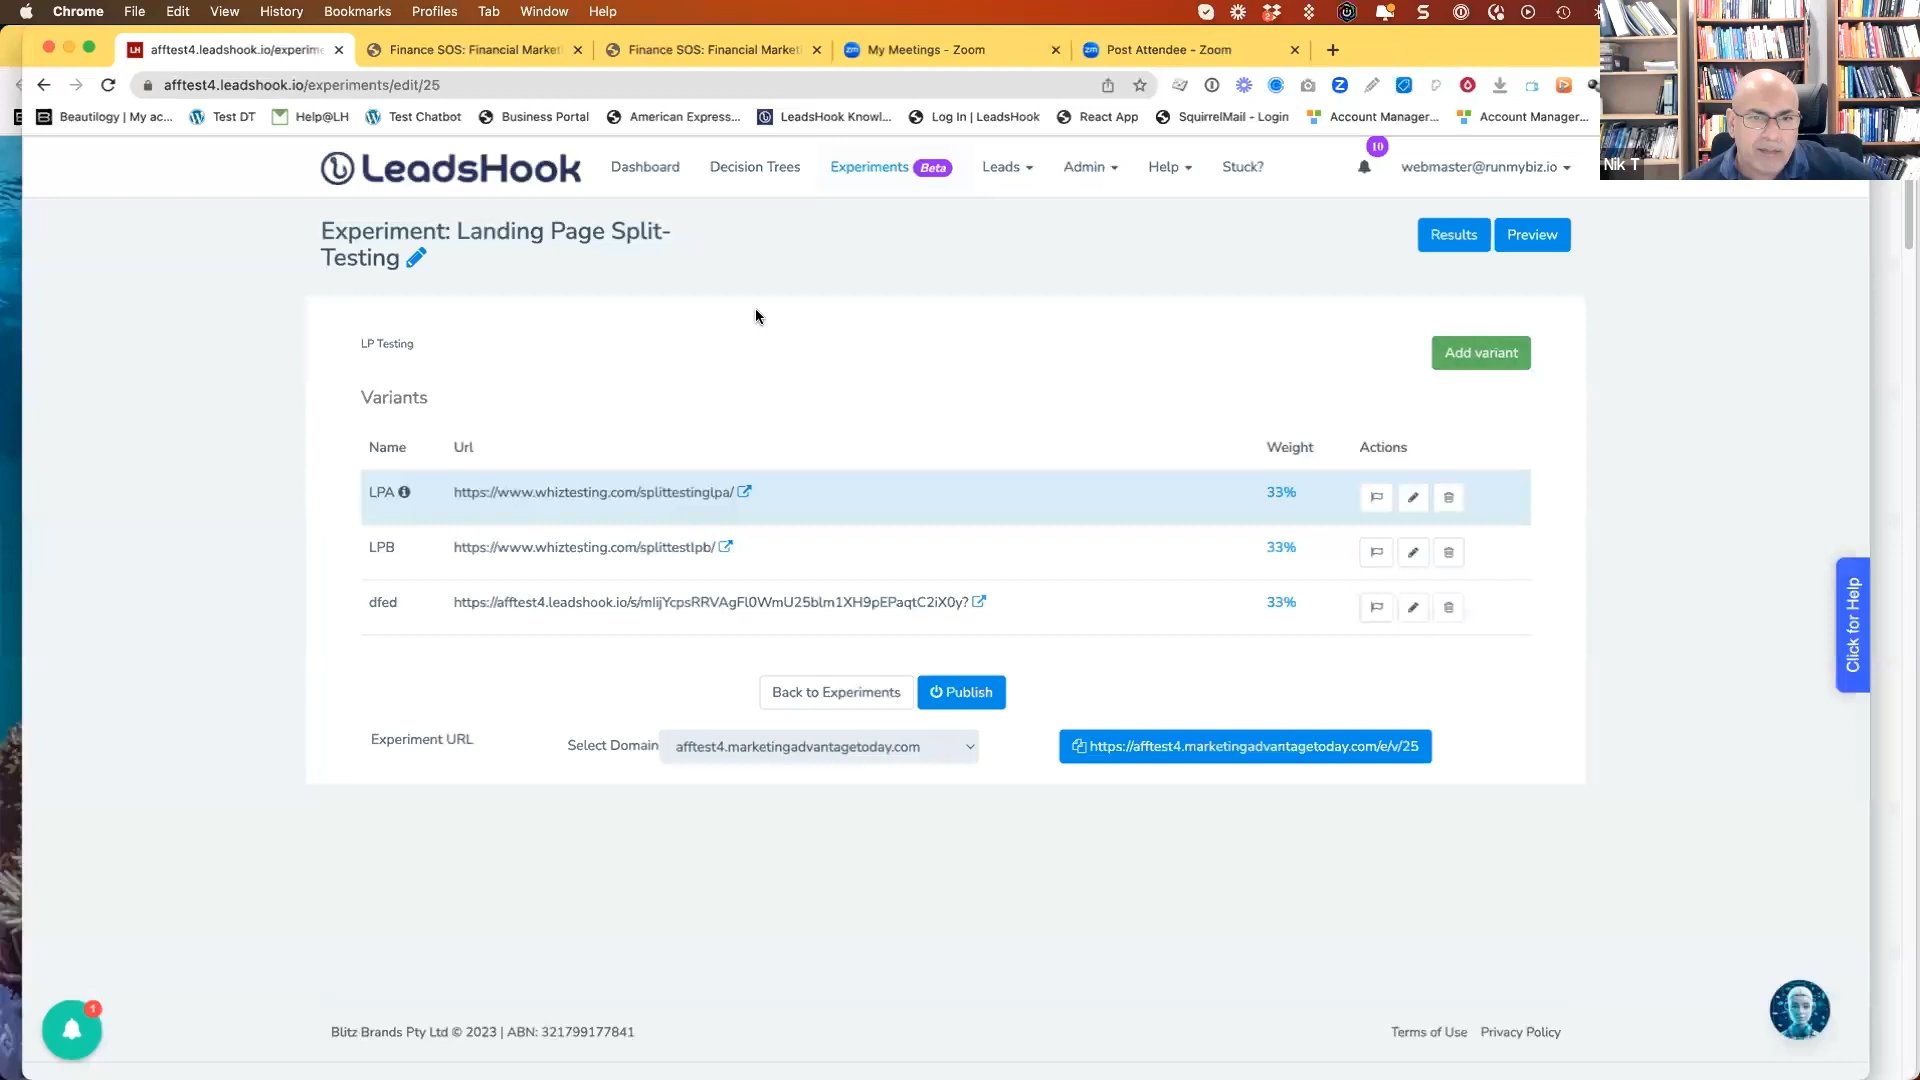 Chrome File Edit View History Bookmarks Profiles Tab Window Help
afftest4.leadshook.io/experime
Finance SOS: Financial Market
Finance SOS: Financial Market
My Meetings - Zoom
Post Attendee - Zoom
afftest4.leadshook.io/experiments/edit/25
Beautilogy | My ac...
Test DT
Help@LH
Test Chatbot
Business Portal
American Express...
LeadsHook Knowl...
Log In | LeadsHook
React App
SquirrelMail - Login
Account Manager...
Account Manager...
Nik T
LeadsHook
Dashboard
Decision Trees
Experiments Beta
Leads
Admin
Help
Stuck?
10
webmaster@runmybiz.io
Experiment: Landing Page Split-
Testing
Results
Preview
LP Testing
Add variant
Variants
Name Url Weight Actions
LPA https://www.whiztesting.com/splittestinglpa/ 33%
LPB https://www.whiztesting.com/splittestlpb/ 33%
dfed https://afftest4.leadshook.io/s/mIijYcpsRRVAgFl0WmU25blm1XH9pEPaqtC2iX0y? 33%
Back to Experiments
Publish
Experiment URL
Select Domain
afftest4.marketingadvantagetoday.com
https://afftest4.marketingadvantagetoday.com/e/v/25
Click for Help
1
Blitz Brands Pty Ltd © 2023 | ABN: 321799177841
Terms of Use Privacy Policy